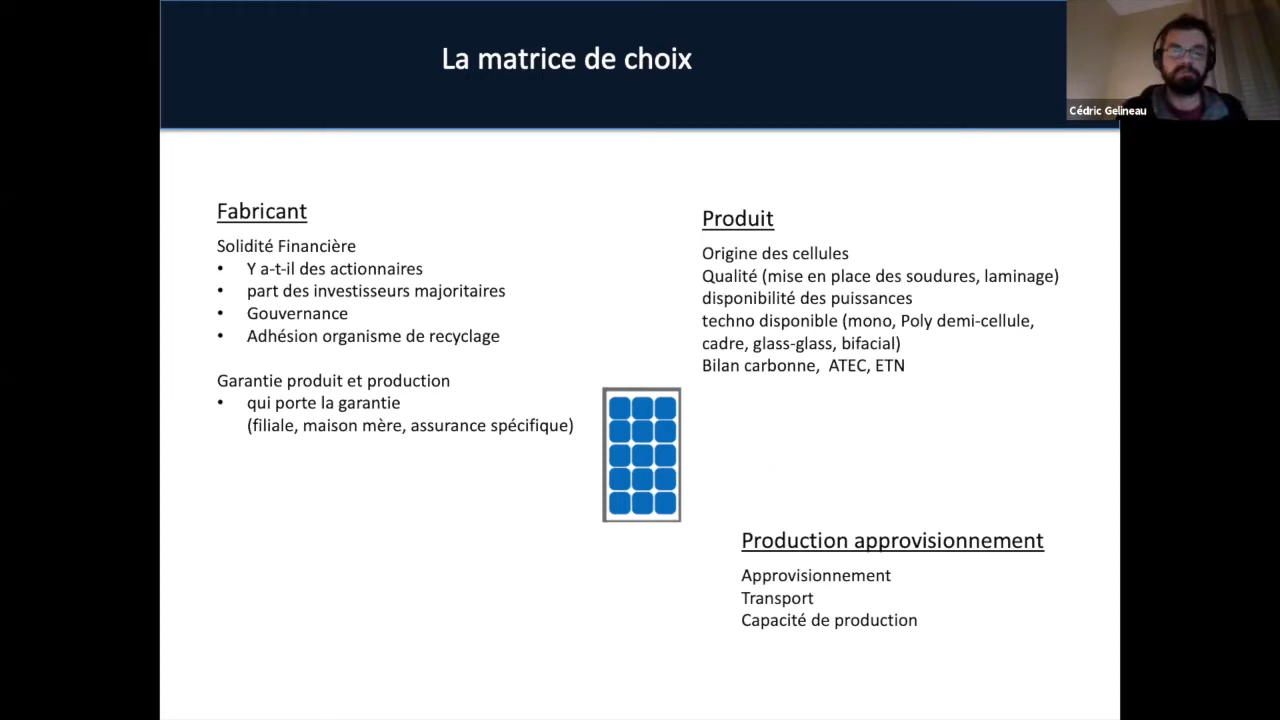 La matrice de choix
Cédric Gelineau
Fabricant
Solidité Financière
• Y a-t-il des actionnaires
• part des investisseurs majoritaires
• Gouvernance
• Adhésion organisme de recyclage
Garantie produit et production
• qui porte la garantie
(filiale, maison mère, assurance spécifique)
Produit
Origine des cellules
Qualité (mise en place des soudures, laminage)
disponibilité des puissances
techno disponible (mono, Poly demi-cellule,
cadre, glass-glass, bifacial)
Bilan carbonne, ATEC, ETN
Production approvisionnement
Approvisionnement
Transport
Capacité de production